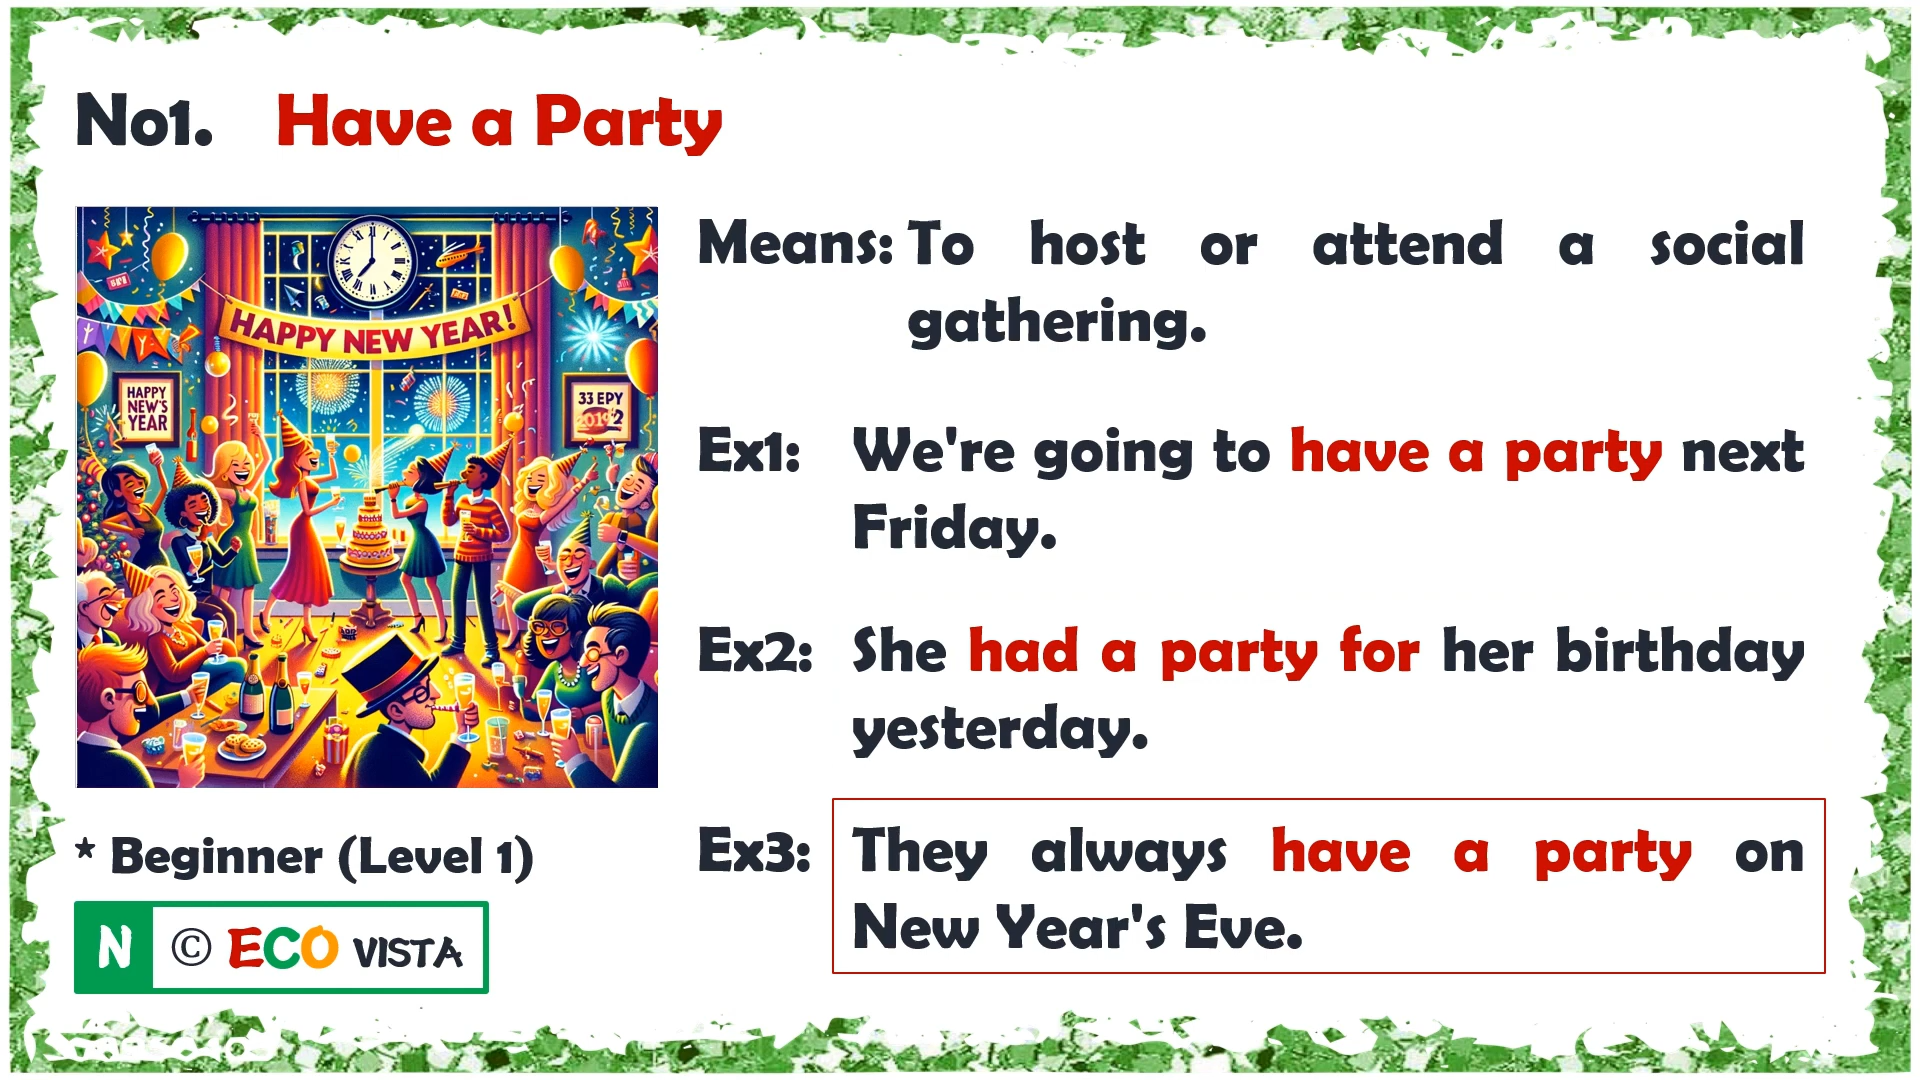 No1. Have a Party
HAPPY NEW YEAR!
HAPPY
NEW'S
YEAR
33 EPY
Means: To host or attend a social
gathering.
Ex1: We're going to have a party next
Friday.
Ex2: She had a party for her birthday
yesterday.
Ex3: They always have a party on
New Year's Eve.
* Beginner (Level 1)
N © ECO VISTA